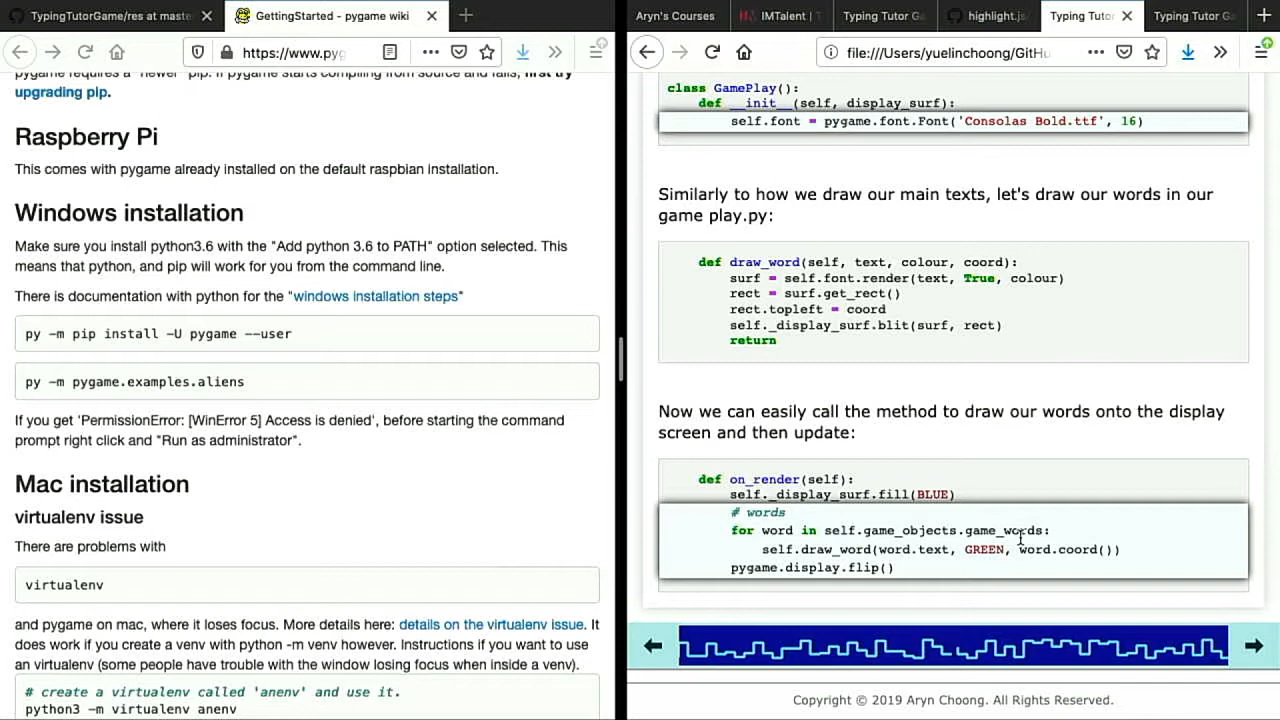 TypingTutorGame/res at maste
GettingStarted - pygame wiki
https://www.pyg
pygame requires a "newer" pip. If pygame starts compiling from source and fails, first try
upgrading pip.
Raspberry Pi
This comes with pygame already installed on the default raspbian installation.
Windows installation
Make sure you install python3.6 with the "Add python 3.6 to PATH" option selected. This
means that python, and pip will work for you from the command line.
There is documentation with python for the "windows installation steps"
py -m pip install -U pygame --user
py -m pygame.examples.aliens
If you get 'PermissionError: [WinError 5] Access is denied', before starting the command
prompt right click and "Run as administrator".
Mac installation
virtualenv issue
There are problems with
virtualenv
and pygame on mac, where it loses focus. More details here: details on the virtualenv issue. It
does work if you create a venv with python -m venv however. Instructions if you want to use
an virtualenv (some people have trouble with the window losing focus when inside a venv).
# create a virtualenv called 'anenv' and use it.
python3 -m virtualenv anenv
Aryn's Courses
IMTalent | T
Typing Tutor Ga
highlight.js/
Typing Tutor
Typing Tutor Ga
file:///Users/yuelinchoong/GitHu
class GamePlay():
def __init__(self, display_surf):
self.font = pygame.font.Font('Consolas Bold.ttf', 16)
Similarly to how we draw our main texts, let's draw our words in our
game play.py:
def draw_word(self, text, colour, coord):
surf = self.font.render(text, True, colour)
rect = surf.get_rect()
rect.topleft = coord
self._display_surf.blit(surf, rect)
return
Now we can easily call the method to draw our words onto the display
screen and then update:
def on_render(self):
self._display_surf.fill(BLUE)
# words
for word in self.game_objects.game_words:
self.draw_word(word.text, GREEN, word.coord())
pygame.display.flip()
Copyright © 2019 Aryn Choong. All Rights Reserved.